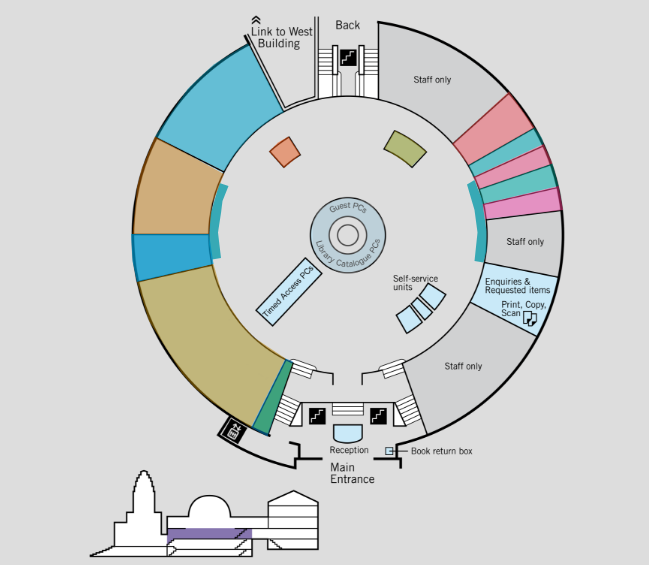 Link to West
Building
Back
Staff only
Guest PCs
Library Catalogue PCs
Staff only
Self-service
units
Timed Access PCs
Enquiries &
Requested items
Print, Copy,
Scan
Staff only
Reception
Book return box
Main
Entrance